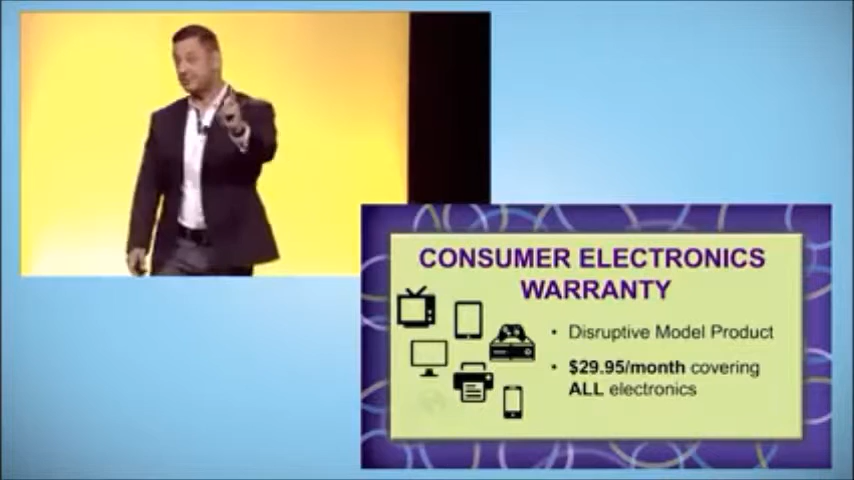 CONSUMER ELECTRONICS
WARRANTY
• Disruptive Model Product
• $29.95/month covering
ALL electronics